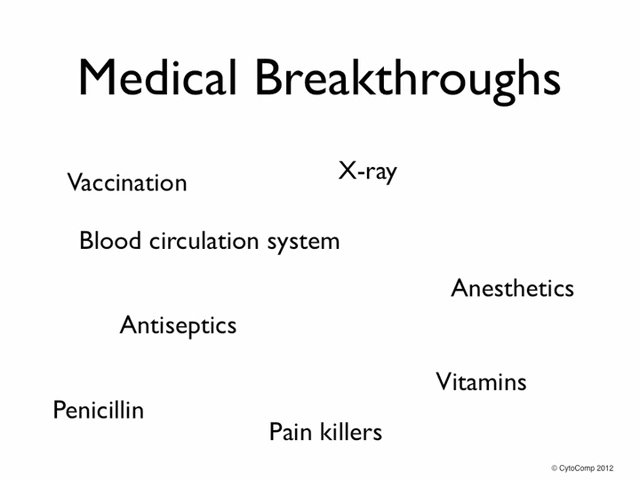 Medical Breakthroughs
X-ray
Vaccination
Blood circulation system
Anesthetics
Antiseptics
Vitamins
Penicillin
Pain killers
© CytoComp 2012